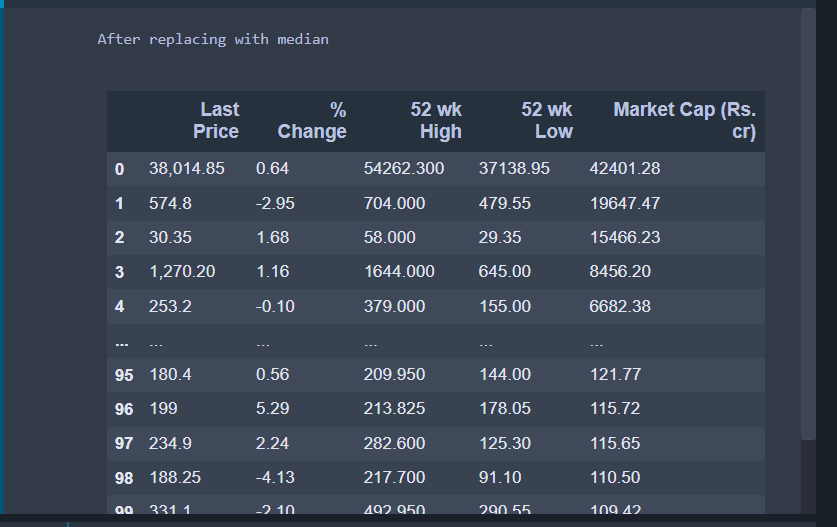 After replacing with median
Last Price % Change 52 wk High 52 wk Low Market Cap (Rs. cr)
0 38,014.85 0.64 54262.300 37138.95 42401.28
1 574.8 -2.95 704.000 479.55 19647.47
2 30.35 1.68 58.000 29.35 15466.23
3 1,270.20 1.16 1644.000 645.00 8456.20
4 253.2 -0.10 379.000 155.00 6682.38
... ... ... ... ... ...
95 180.4 0.56 209.950 144.00 121.77
96 199 5.29 213.825 178.05 115.72
97 234.9 2.24 282.600 125.30 115.65
98 188.25 -4.13 217.700 91.10 110.50
99 331.1 -2.10 492.950 290.55 109.42